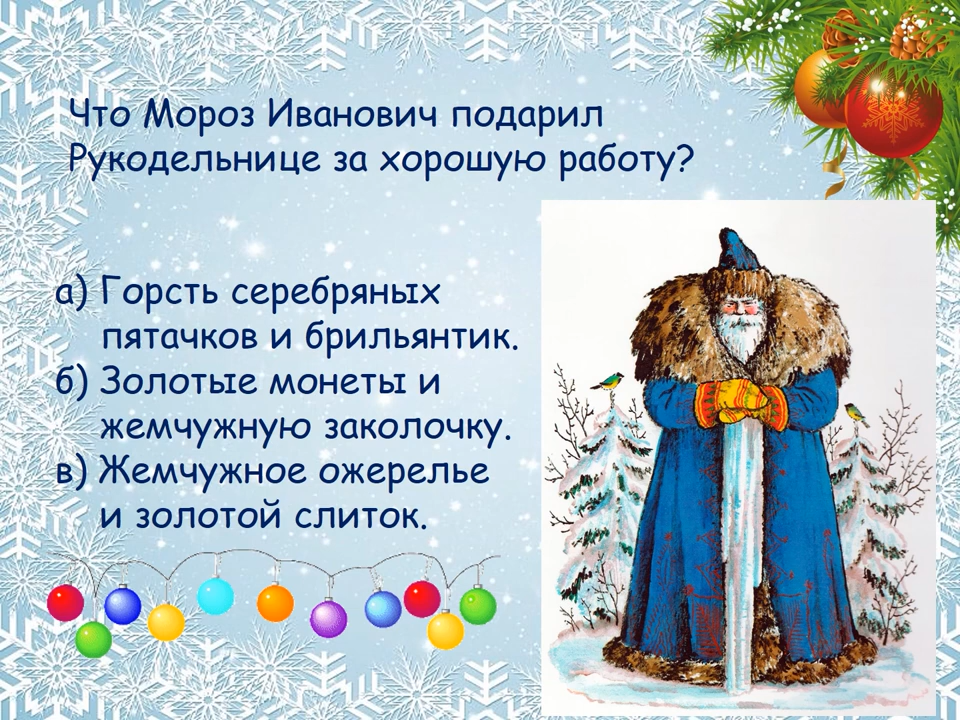 Что Мороз Иванович подарил
Рукодельнице за хорошую работу?
а) Горсть серебряных
пятачков и брильянтик.
б) Золотые монеты и
жемчужную заколочку.
в) Жемчужное ожерелье
и золотой слиток.